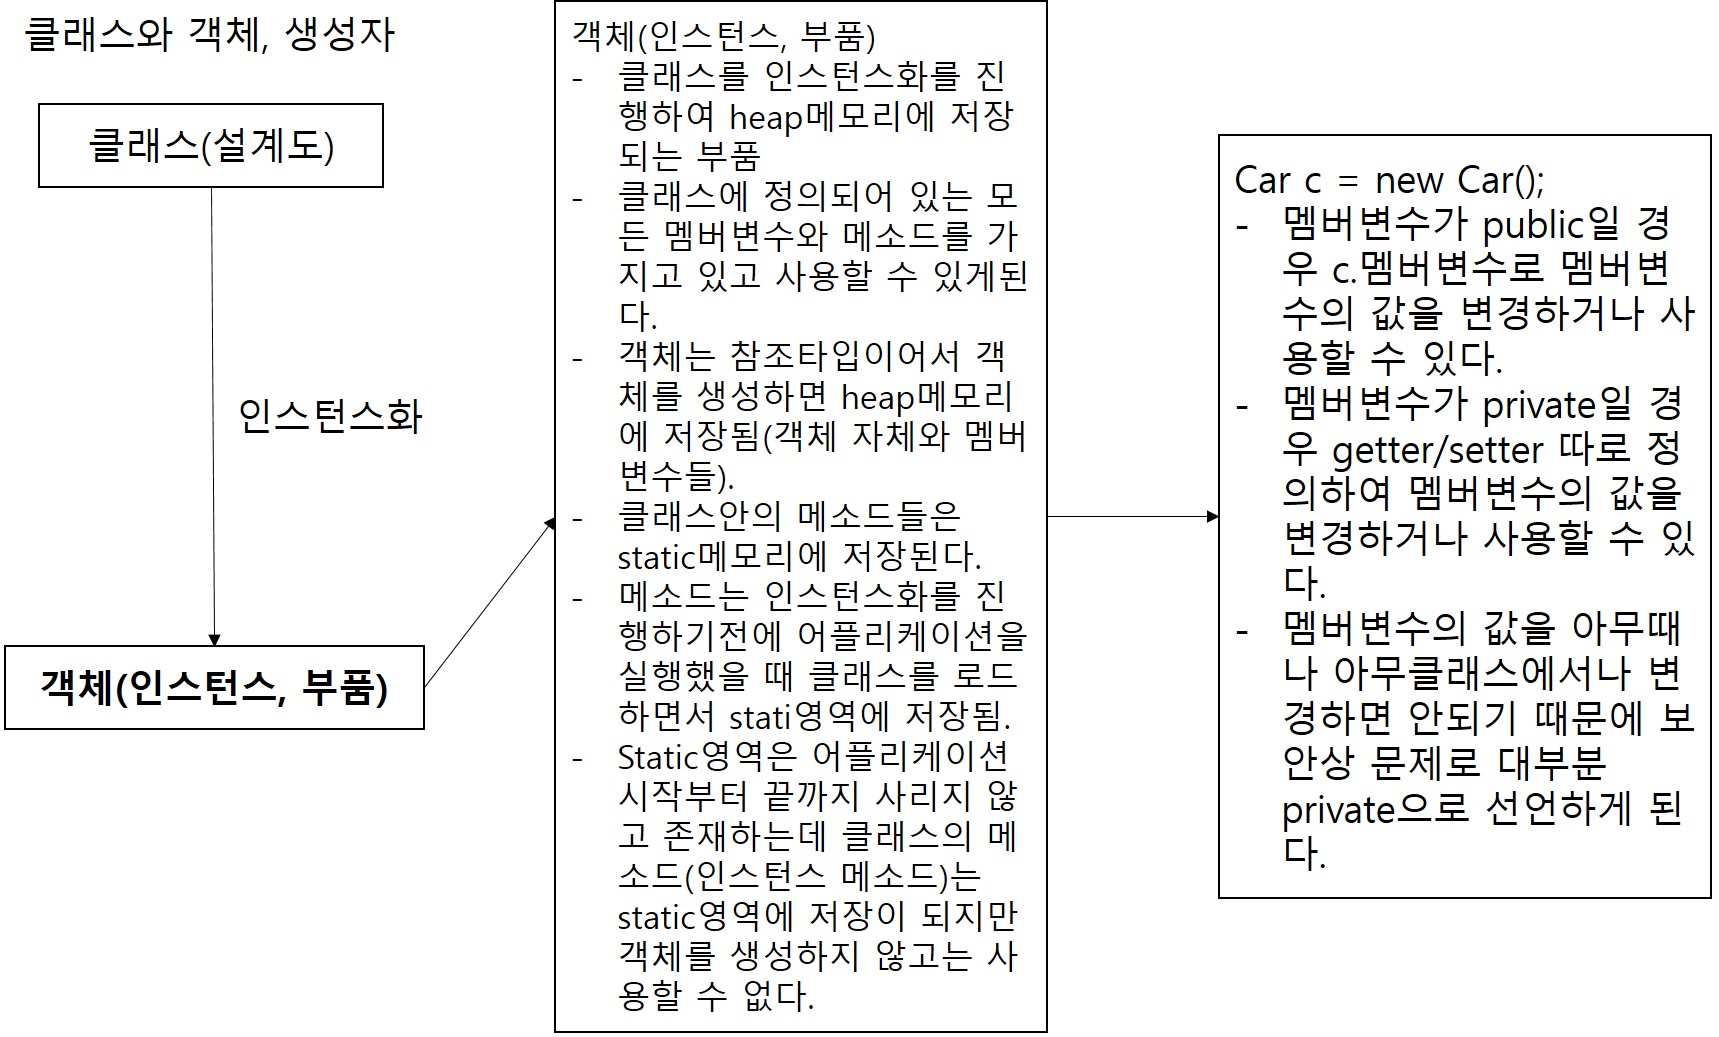 클래스와 객체, 생성자
클래스(설계도)
인스턴스화
객체(인스턴스, 부품)
객체(인스턴스, 부품)
- 클래스를 인스턴스화를 진
행하여 heap메모리에 저장
되는 부품
- 클래스에 정의되어 있는 모
든 멤버변수와 메소드를 가
지고 있고 사용할 수 있게된
다.
- 객체는 참조타입이어서 객
체를 생성하면 heap메모리
에 저장됨(객체 자체와 멤버
변수들).
- 클래스안의 메소드들은
static메모리에 저장된다.
- 메소드는 인스턴스화를 진
행하기전에 어플리케이션을
실행했을 때 클래스를 로드
하면서 stati영역에 저장됨.
- Static영역은 어플리케이션
시작부터 끝까지 사리지 않
고 존재하는데 클래스의 메
소드(인스턴스 메소드)는
static영역에 저장이 되지만
객체를 생성하지 않고는 사
용할 수 없다.
Car c = new Car();
- 멤버변수가 public일 경
우 c.멤버변수로 멤버변
수의 값을 변경하거나 사
용할 수 있다.
- 멤버변수가 private일 경
우 getter/setter 따로 정
의하여 멤버변수의 값을
변경하거나 사용할 수 있
다.
- 멤버변수의 값을 아무때
나 아무클래스에서나 변
경하면 안되기 때문에 보
안상 문제로 대부분
private으로 선언하게 된
다.